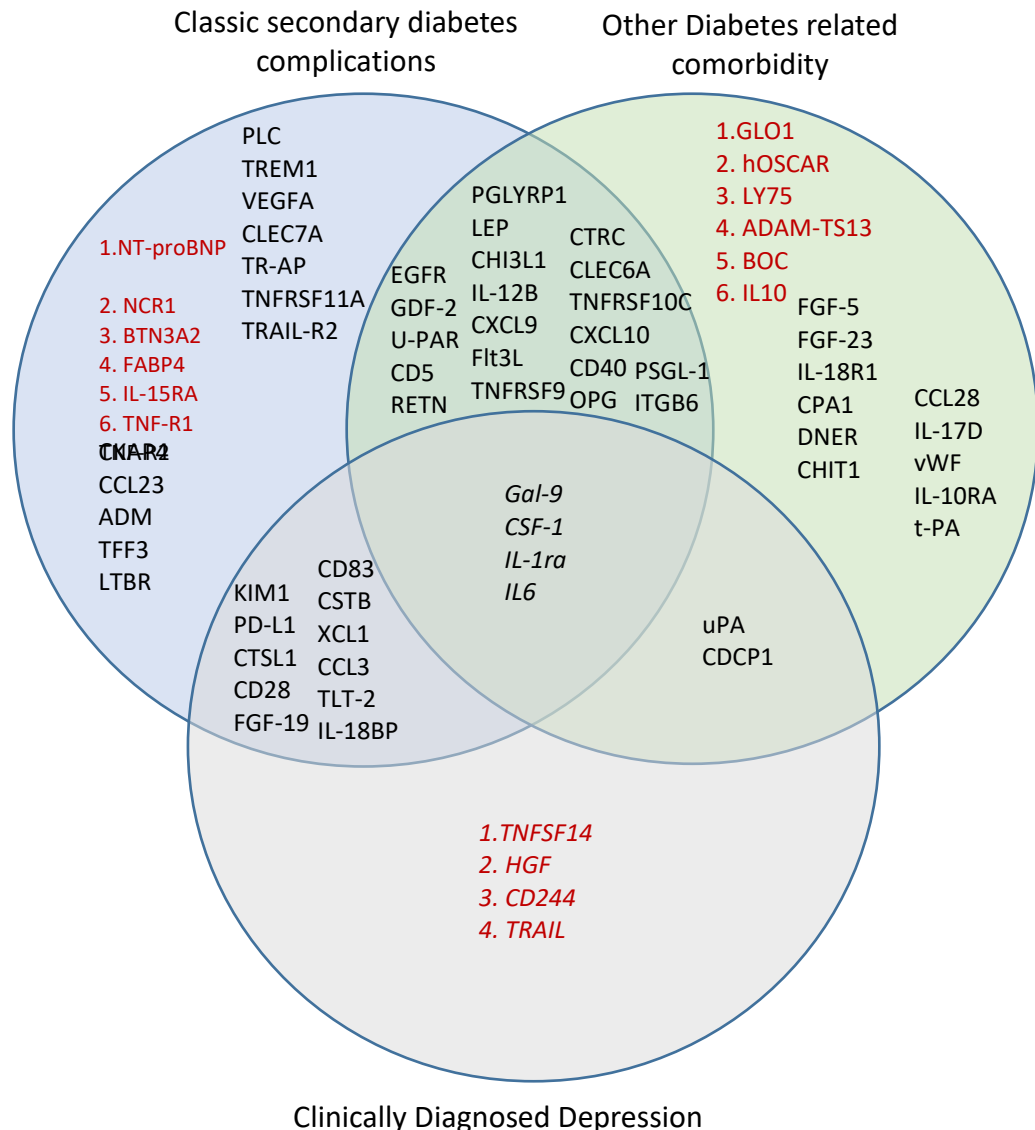 Classic secondary diabetes
complications
Other Diabetes related
comorbidity
PLC
TREM1
VEGFA
CLEC7A
TR-AP
TNFRSF11A
TRAIL-R2
1.NT-proBNP
2. NCR1
3. BTN3A2
4. FABP4
5. IL-15RA
6. TNF-R1
CCL23
ADM
TFF3
LTBR
EGFR
GDF-2
U-PAR
CD5
RETN
PGLYRP1
LEP
CHI3L1
IL-12B
CXCL9
Flt3L
TNFRSF9
CTRC
CLEC6A
TNFRSF10C
CXCL10
CD40
OPG
PSGL-1
ITGB6
1.GLO1
2. hOSCAR
3. LY75
4. ADAM-TS13
5. BOC
6. IL10
FGF-5
FGF-23
IL-18R1
CPA1
DNER
CHIT1
CCL28
IL-17D
vWF
IL-10RA
t-PA
Gal-9
CSF-1
IL-1ra
IL6
KIM1
PD-L1
CTSL1
CD28
FGF-19
CD83
CSTB
XCL1
CCL3
TLT-2
IL-18BP
uPA
CDCP1
1.TNFSF14
2. HGF
3. CD244
4. TRAIL
Clinically Diagnosed Depression